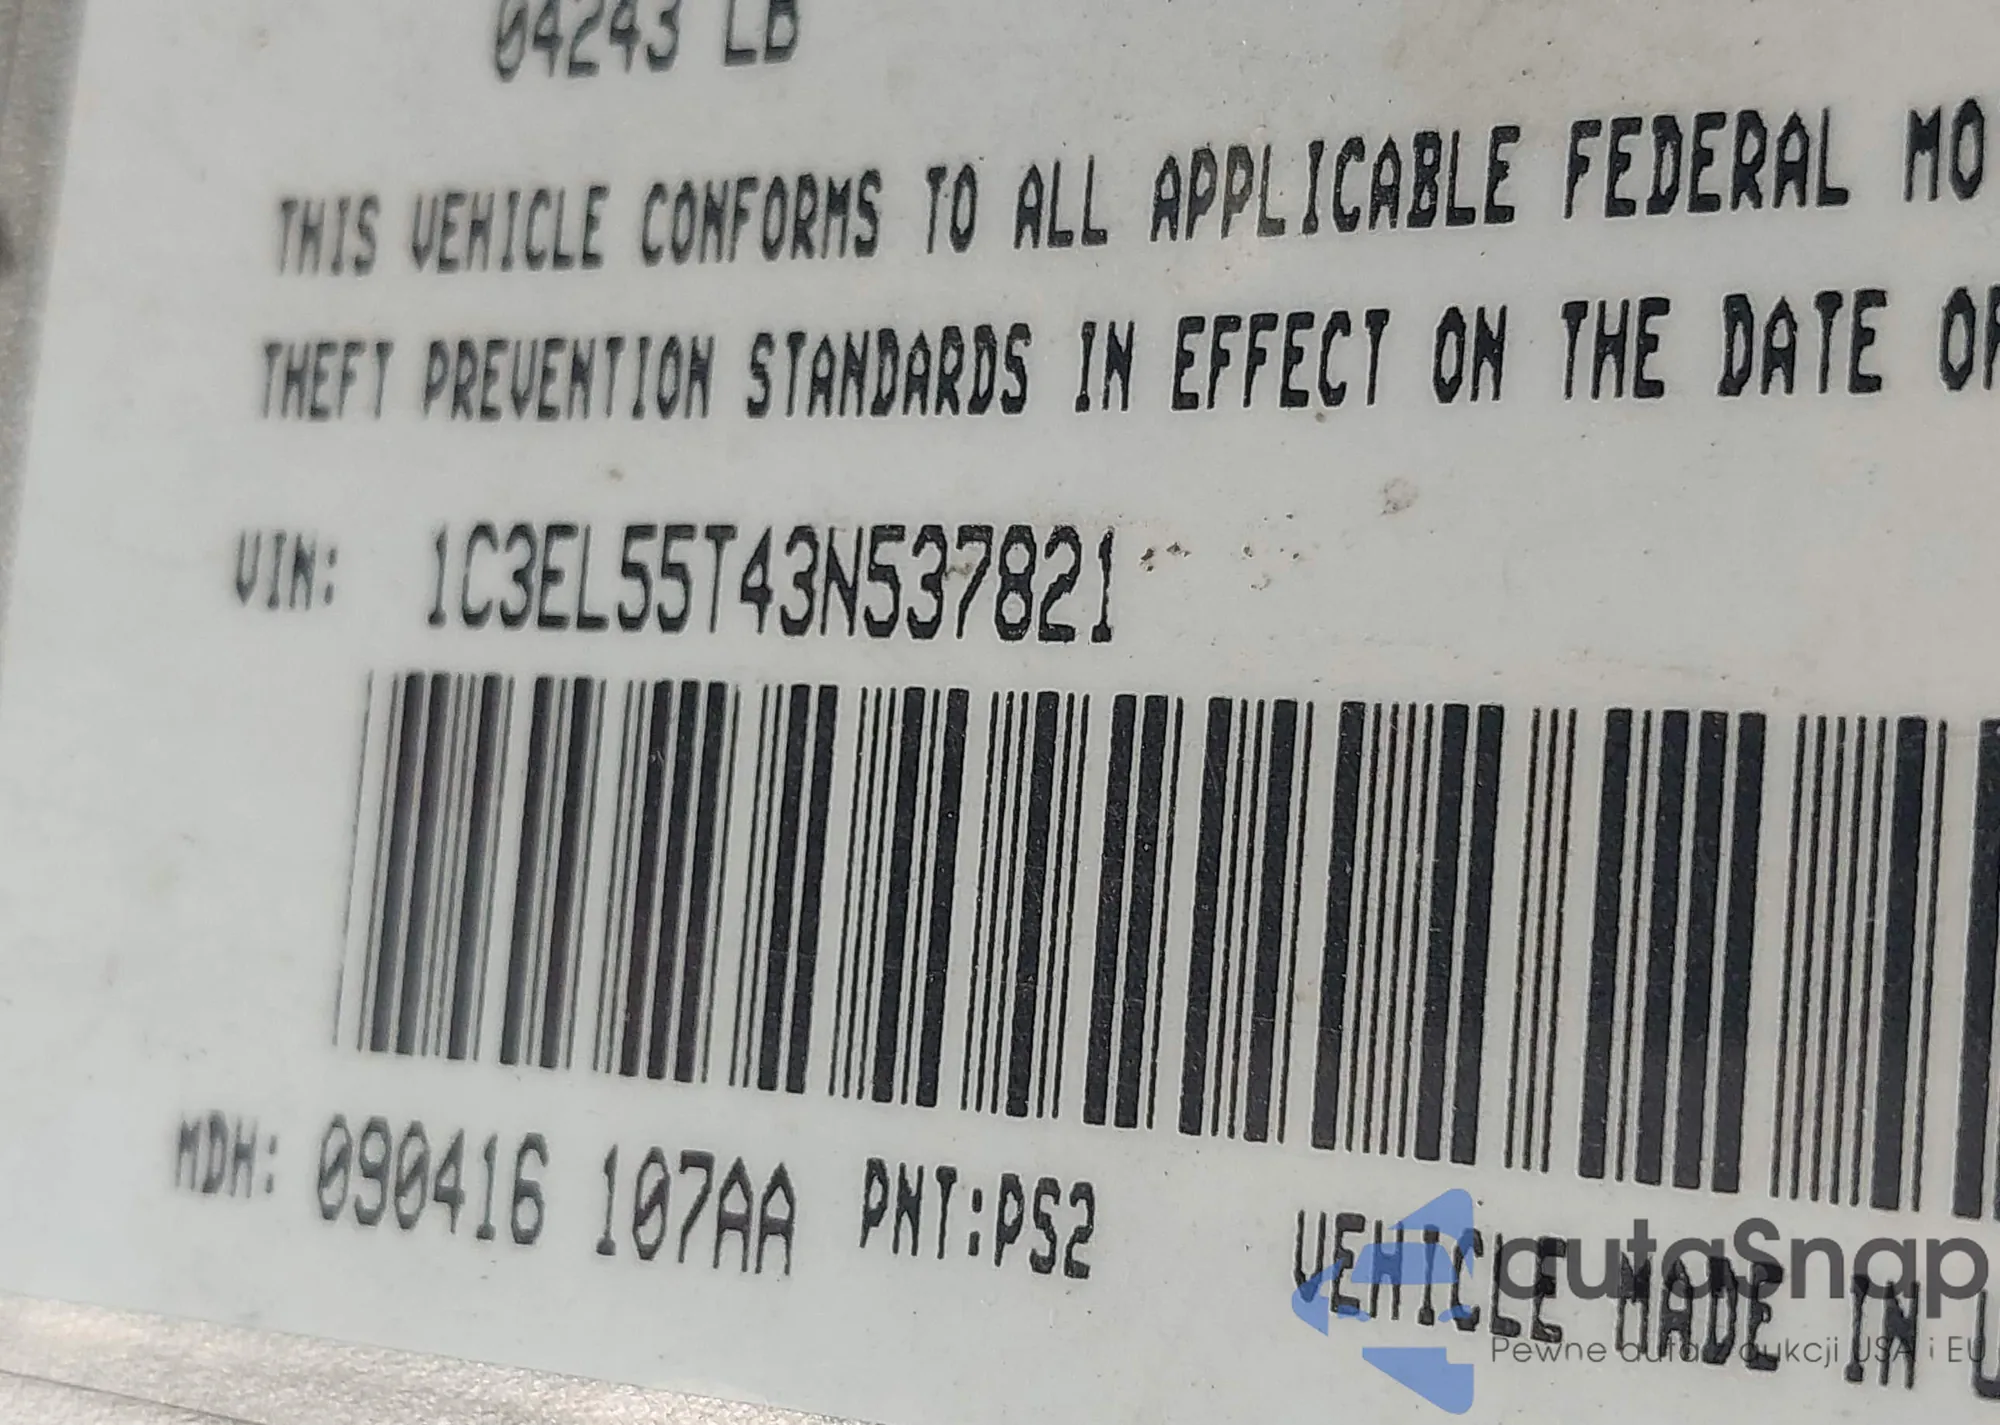 04243 LB
THIS VEHICLE CONFORMS TO ALL APPLICABLE FEDERAL MO
THEFT PREVENTION STANDARDS IN EFFECT ON THE DATE OF
VIN: 1C3EL55T43N537821
MDH: 090416 107AA PNT:PS2 VEHICLE MADE IN U
autaSnap
Pewne auta z aukcji USA i EU